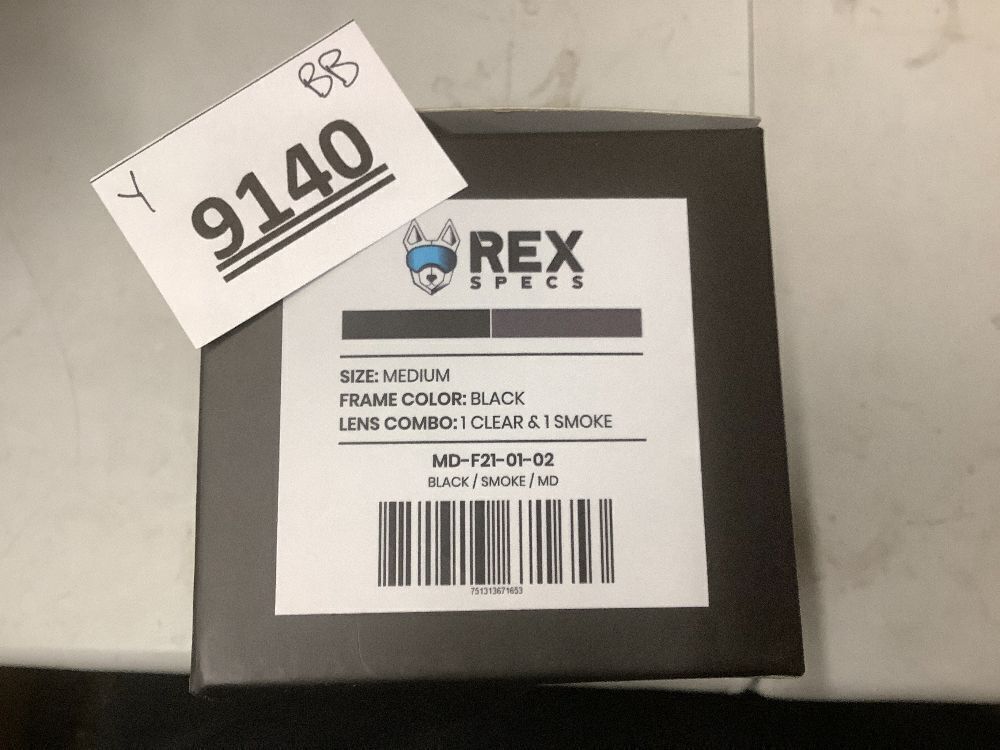 BB
Y
9140
REX
SPECS
SIZE: MEDIUM
FRAME COLOR: BLACK
LENS COMBO: 1 CLEAR & 1 SMOKE
MD-F21-01-02
BLACK / SMOKE / MD
751313671653